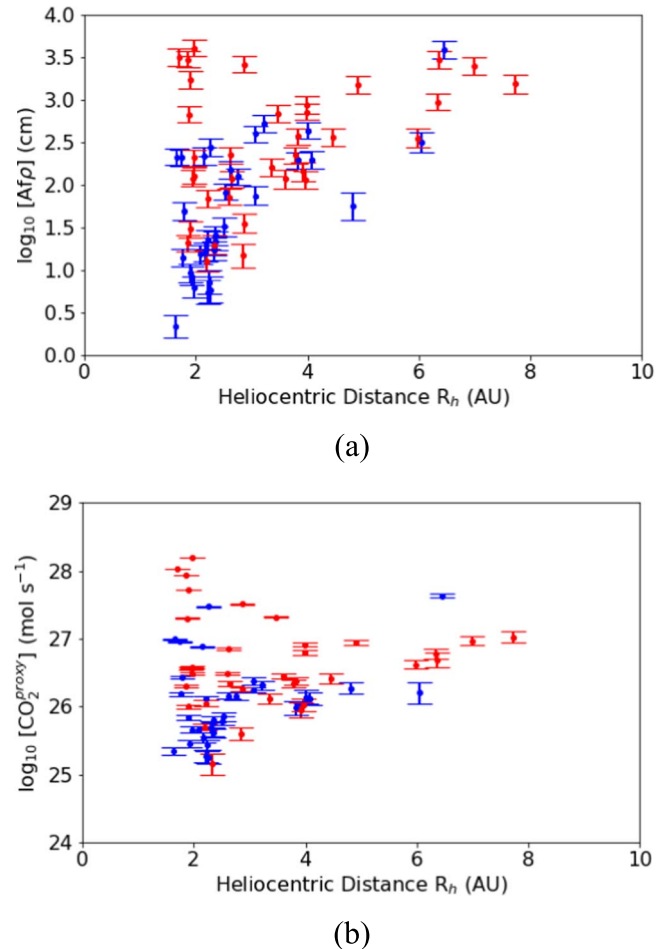 4.0
3.5
3.0
2.5
2.0
1.5
1.0
0.5
0.0
log₁₀ [Afρ] (cm)
0 2 4 6 8 10
Heliocentric Distance Rₕ (AU)
(a)
29
28
27
26
25
24
log₁₀ [CO₂ᵖʳᵒˣʸ] (mol s⁻¹)
0 2 4 6 8 10
Heliocentric Distance Rₕ (AU)
(b)